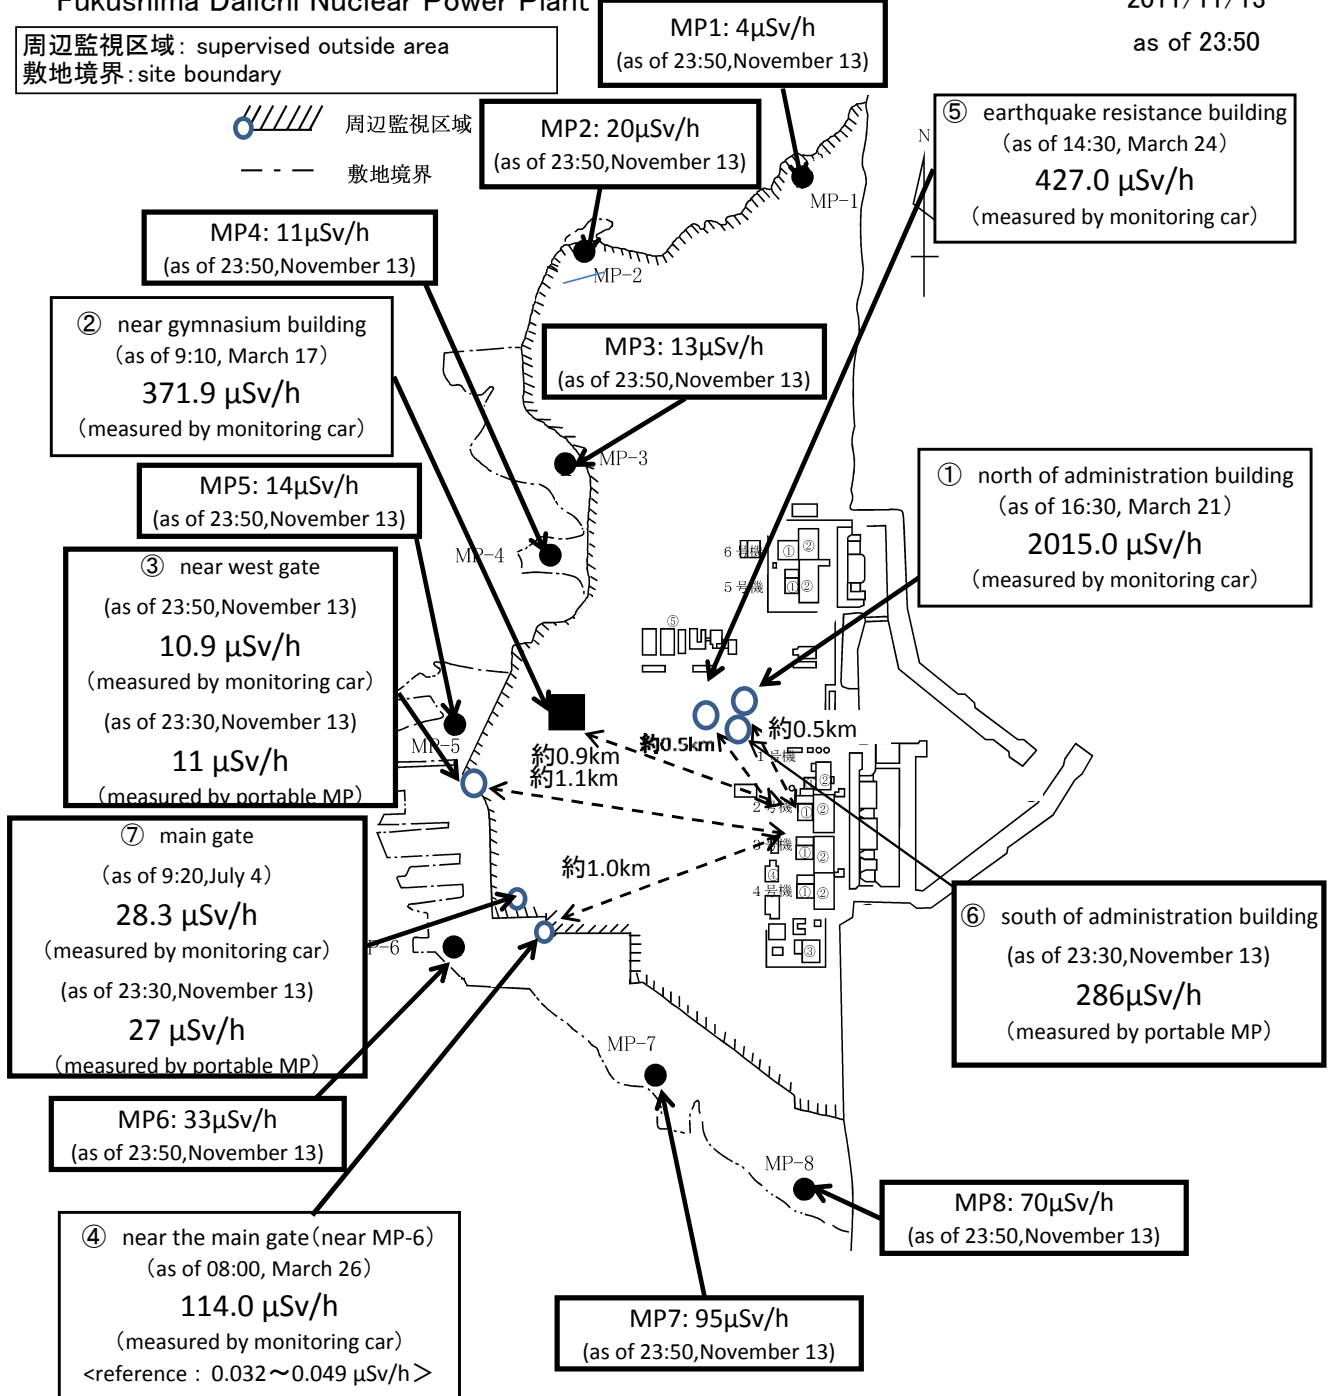 Fukushima Daiichi Nuclear Power Plant
2011/11/13
as of 23:50
周辺監視区域: supervised outside area
敷地境界:site boundary
周辺監視区域
敷地境界
MP1: 4μSv/h
(as of 23:50,November 13)
MP2: 20μSv/h
(as of 23:50,November 13)
⑤ earthquake resistance building
(as of 14:30, March 24)
427.0 μSv/h
(measured by monitoring car)
N
MP-1
MP4: 11μSv/h
(as of 23:50,November 13)
MP-2
② near gymnasium building
(as of 9:10, March 17)
371.9 μSv/h
(measured by monitoring car)
MP3: 13μSv/h
(as of 23:50,November 13)
MP-3
MP5: 14μSv/h
(as of 23:50,November 13)
① north of administration building
(as of 16:30, March 21)
2015.0 μSv/h
(measured by monitoring car)
MP-4
6号機
① ②
5号機
① ②
③ near west gate
(as of 23:50,November 13)
10.9 μSv/h
(measured by monitoring car)
(as of 23:30,November 13)
11 μSv/h
(measured by portable MP)
⑤
MP-5
約0.5km
約0.5km
約0.9km
約1.1km
1号機
②
2号機
① ②
3号機
① ②
④
4号機
① ②
③
約1.0km
⑦ main gate
(as of 9:20,July 4)
28.3 μSv/h
(measured by monitoring car)
(as of 23:30,November 13)
27 μSv/h
(measured by portable MP)
P-6
⑥ south of administration building
(as of 23:30,November 13)
286μSv/h
(measured by portable MP)
MP-7
MP6: 33μSv/h
(as of 23:50,November 13)
MP-8
MP8: 70μSv/h
(as of 23:50,November 13)
④ near the main gate(near MP-6)
(as of 08:00, March 26)
114.0 μSv/h
(measured by monitoring car)
<reference : 0.032～0.049 μSv/h>
MP7: 95μSv/h
(as of 23:50,November 13)